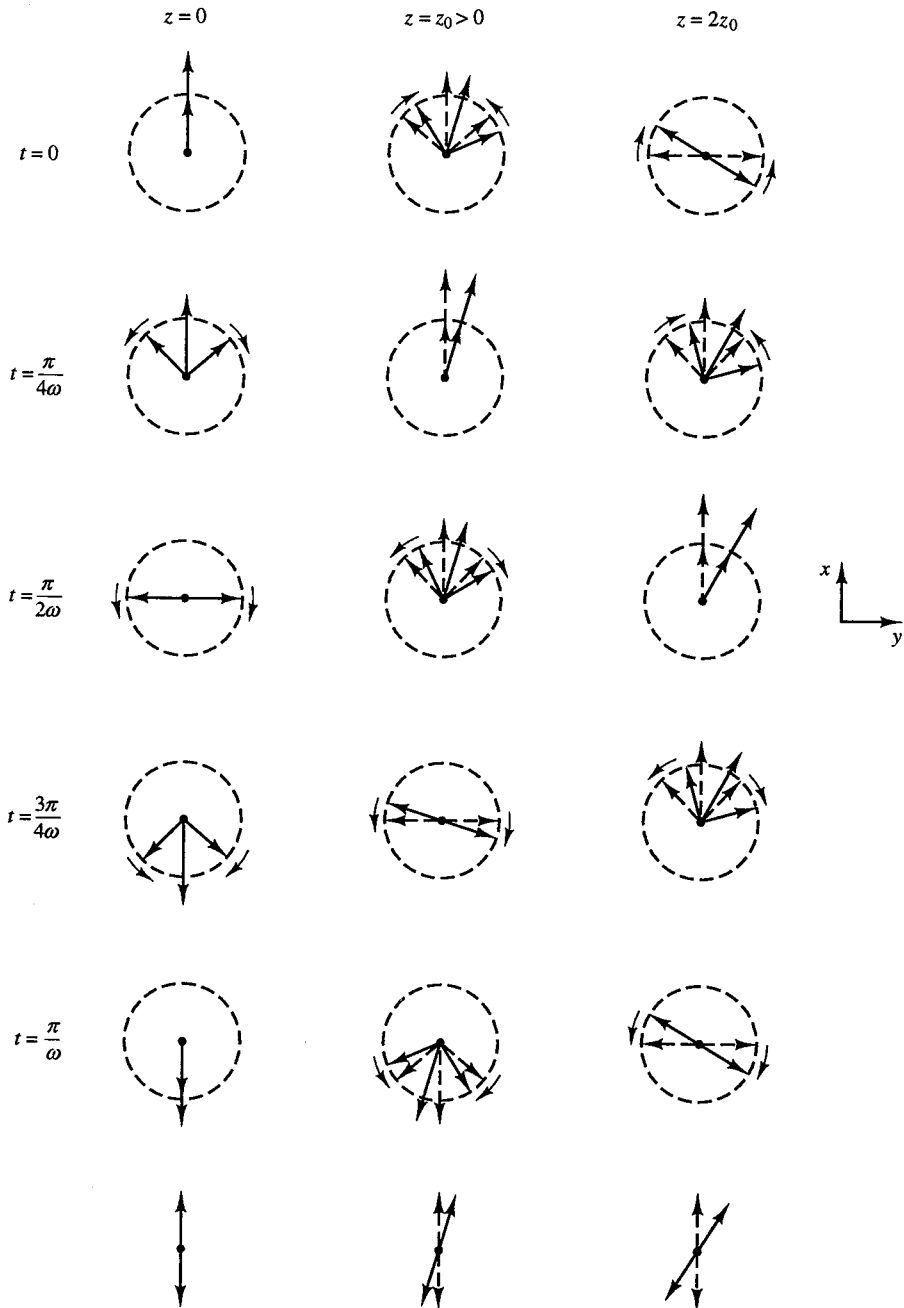 z = 0
z = z₀ > 0
z = 2z₀
t = 0
t = π/4ω
t = π/2ω
x
y
t = 3π/4ω
t = π/ω